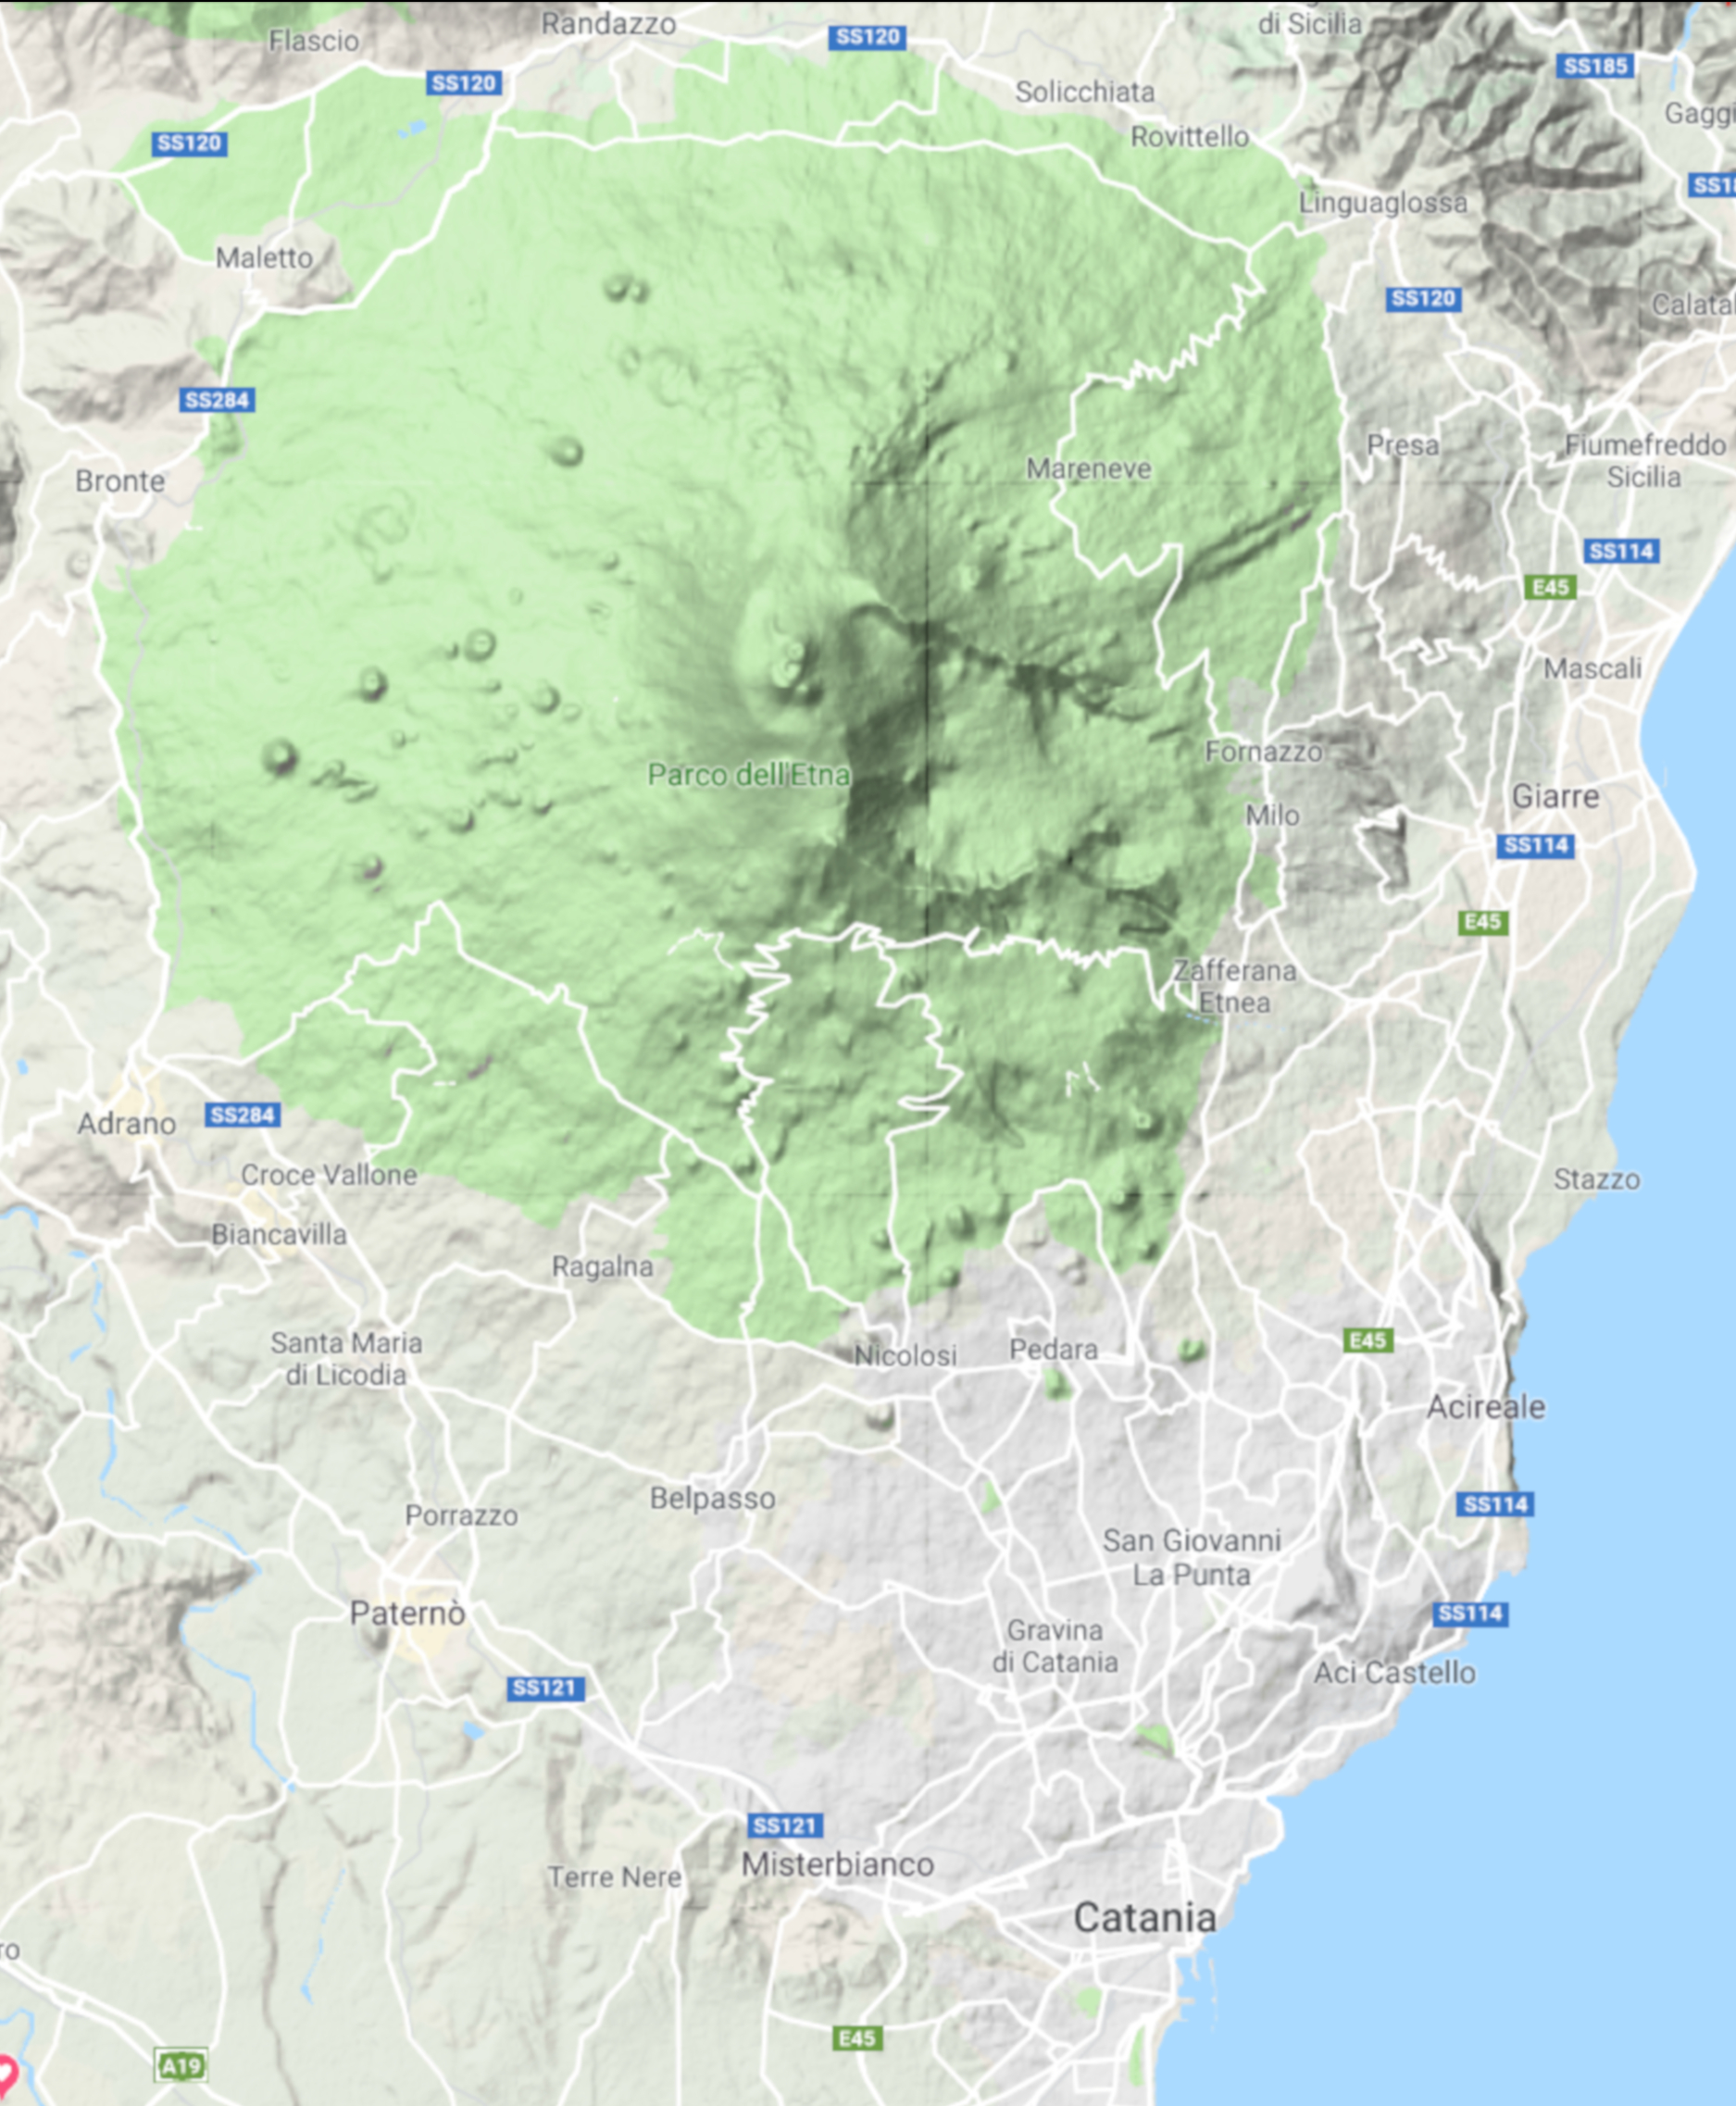 Randazzo
di Sicilia
Flascio
SS120
SS185
SS120
Solicchiata
Gaggi
Rovittello
SS120
Linguaglossa
Maletto
SS120
SS284
Presa
Fiumefreddo
Sicilia
Mareneve
Bronte
SS114
E45
Mascali
Fornazzo
Parco dell'Etna
Giarre
Milo
SS114
E45
Zafferana
Etnea
Adrano
SS284
Croce Vallone
Stazzo
Biancavilla
Ragalna
Santa Maria
di Licodia
Nicolosi
Pedara
E45
Acireale
Belpasso
SS114
Porrazzo
San Giovanni
La Punta
Paternò
SS114
Gravina
di Catania
Aci Castello
SS121
SS121
Misterbianco
Terre Nere
Catania
ro
E45
A19